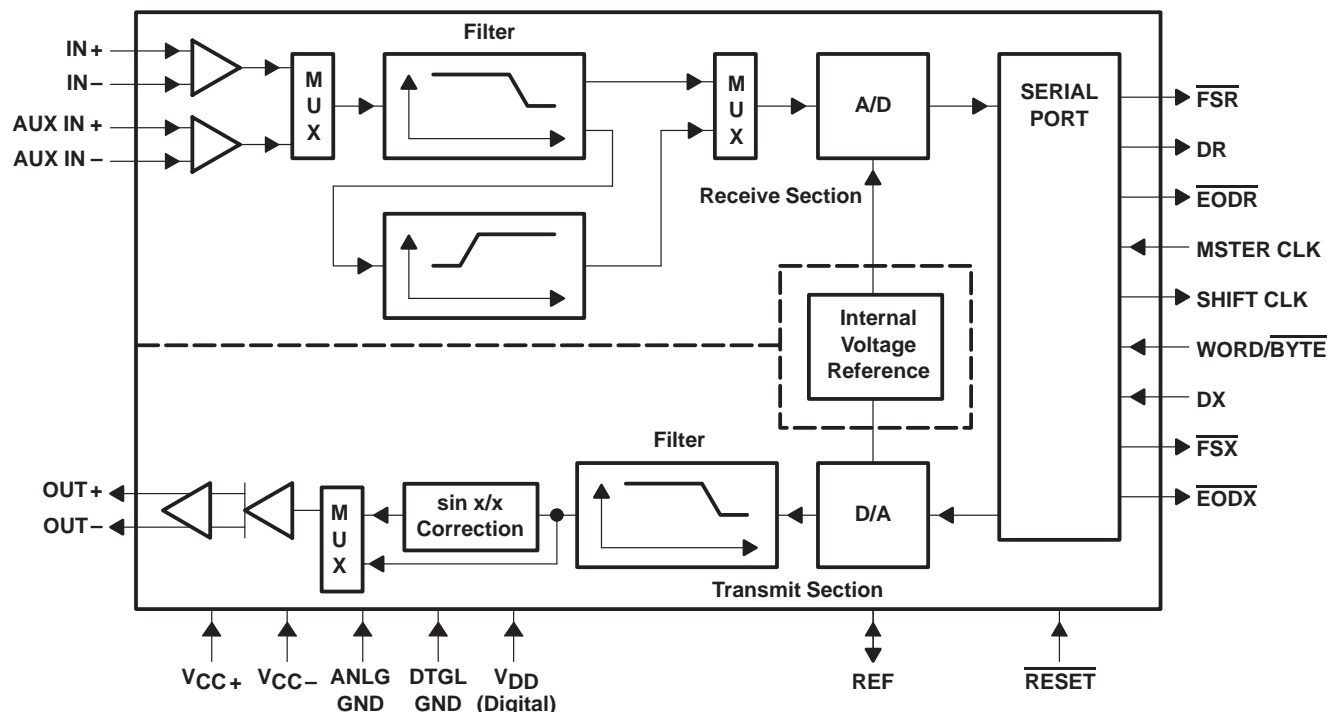 IN+
IN−
AUX IN +
AUX IN −
M
U
X
Filter
M
U
X
A/D
SERIAL
PORT
FSR
DR
EODR
MSTER CLK
SHIFT CLK
WORD/BYTE
DX
FSX
EODX
Receive Section
Internal
Voltage
Reference
Filter
OUT+
OUT−
M
U
X
sin x/x
Correction
D/A
Transmit Section
VCC+
VCC−
ANLG
GND
DTGL
GND
VDD
(Digital)
REF
RESET